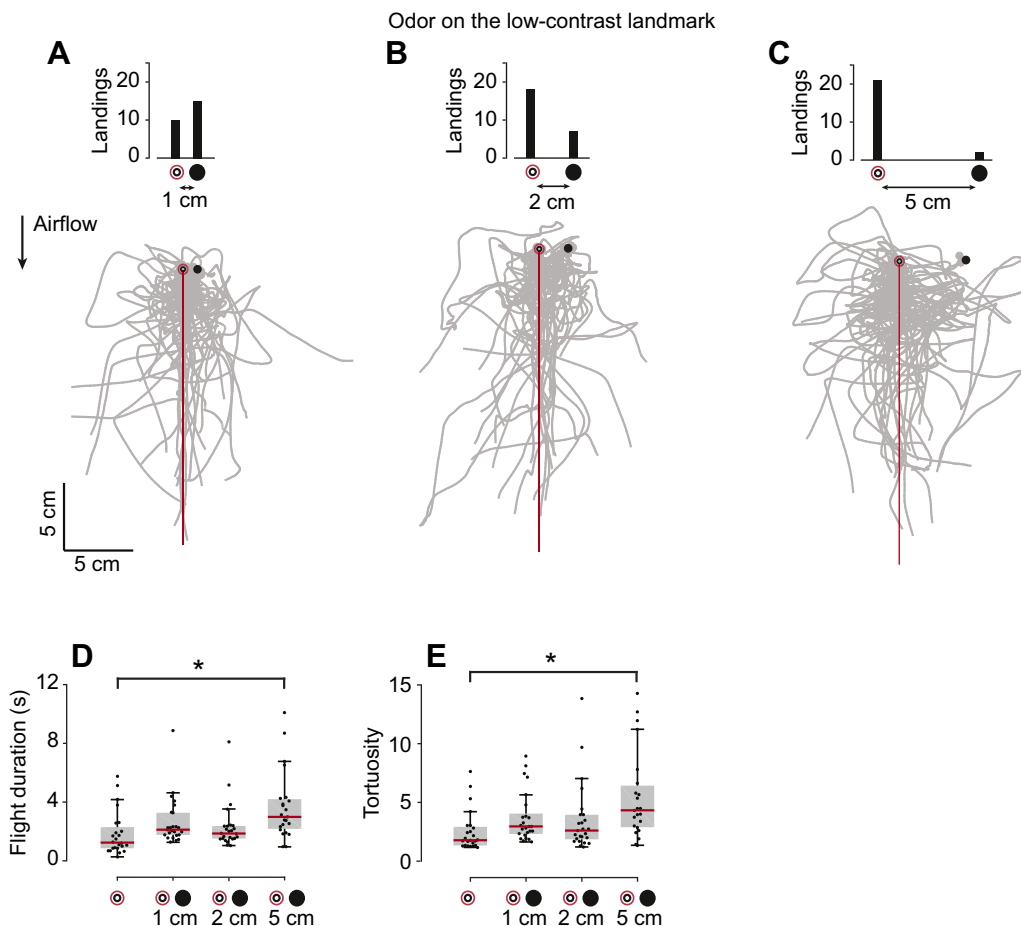 Odor on the low-contrast landmark
A
B
C
Landings
20
10
0
1 cm
Landings
20
10
0
2 cm
Landings
20
10
0
5 cm
Airflow
5 cm
5 cm
D
*
Flight duration (s)
12
8
4
0
1 cm 2 cm 5 cm
E
*
Tortuosity
15
10
5
0
1 cm 2 cm 5 cm